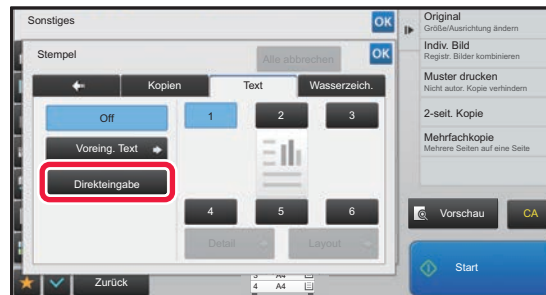 Sonstiges
OK
Stempel
Alle abbrechen
OK
Kopien
Text
Wasserzeich.
Off
Voreing. Text
Direkteingabe
1
2
3
4
5
6
Detail
Layout
Zurück
3 A4
4 A4
Original
Größe/Ausrichtung ändern
Indiv. Bild
Registr. Bilder kombinieren
Muster drucken
Nicht autor. Kopie verhindern
2-seit. Kopie
Mehrfachkopie
Mehrere Seiten auf eine Seite
Vorschau
CA
Start